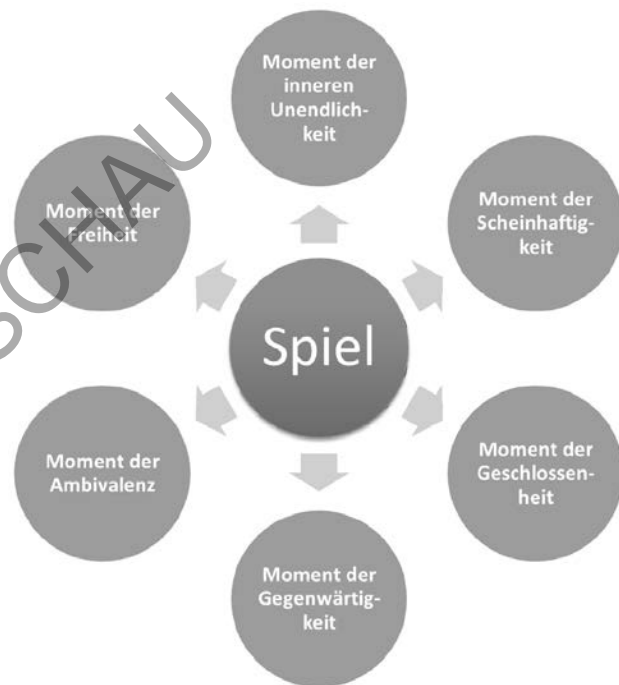 Moment der
inneren
Unendlich-
keit
Moment der
Scheinhaftig-
keit
Moment der
Geschlossen-
heit
Moment der
Gegenwärtig-
keit
Moment der
Ambivalenz
Moment der
Freiheit
Spiel
SCHAU